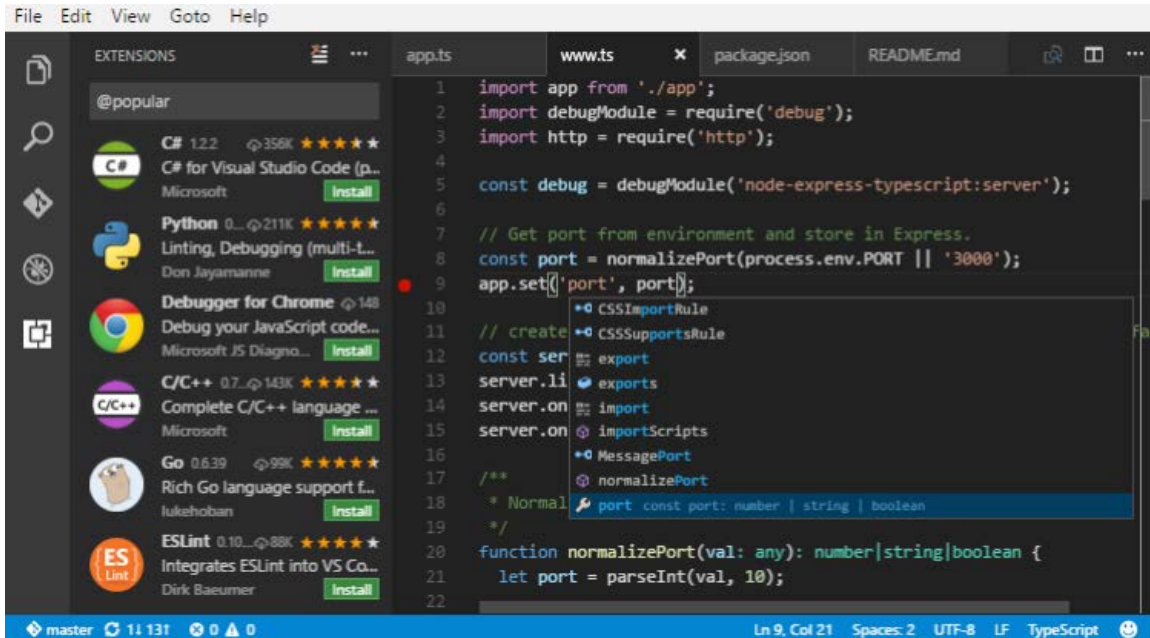 File Edit View Goto Help
EXTENSIONS
@popular
C# 1.2.2 356K
C# for Visual Studio Code (p...
Microsoft Install
Python 0... 211K
Linting, Debugging (multi-t...
Don Jayamanne Install
Debugger for Chrome 148
Debug your JavaScript code...
Microsoft JS Diagno... Install
C/C++ 0.7... 143K
C/C++
Complete C/C++ language ...
Microsoft Install
Go 0.6.39 99K
Rich Go language support f...
lukehoban Install
ESLint 0.10... 88K
ES
Lint
Integrates ESLint into VS Co...
Dirk Baeumer Install
app.ts www.ts package.json README.md
1 import app from './app';
2 import debugModule = require('debug');
3 import http = require('http');
4
5 const debug = debugModule('node-express-typescript:server');
6
7 // Get port from environment and store in Express.
8 const port = normalizePort(process.env.PORT || '3000');
9 app.set('port', port);
10
11 // create
12 const ser
13 server.li
14 server.on
15 server.on
16
17 /**
18 * Normal
19 */
20 function normalizePort(val: any): number|string|boolean {
21 let port = parseInt(val, 10);
22
CSSImportRule
CSSSupportsRule
export
exports
import
importScripts
MessagePort
normalizePort
port const port: number | string | boolean
master 1↓ 13↑ 0 0
Ln 9, Col 21 Spaces: 2 UTF-8 LF TypeScript